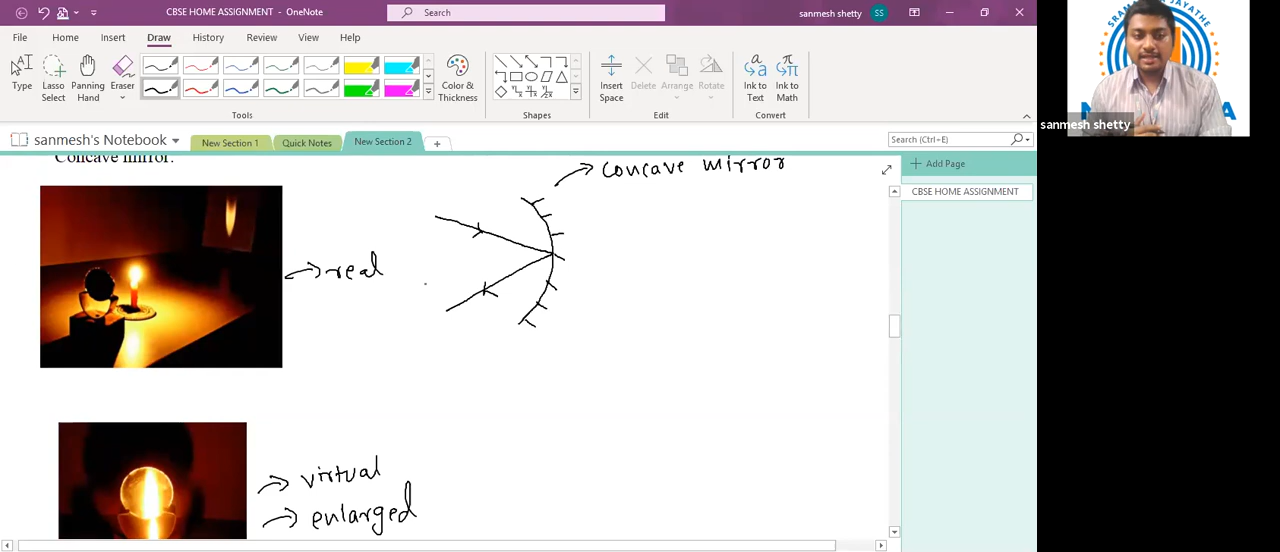 CBSE HOME ASSIGNMENT - OneNote
Search
sanmesh shetty
SS
File Home Insert Draw History Review View Help
Type
Lasso Select
Panning Hand
Eraser
Color & Thickness
Insert Space
Delete
Arrange
Rotate
Ink to Text
Ink to Math
Tools
Shapes
Edit
Convert
sanmesh's Notebook
New Section 1
Quick Notes
New Section 2
Search (Ctrl+E)
Add Page
CBSE HOME ASSIGNMENT
Concave mirror:
concave mirror
real
virtual
enlarged
sanmesh shetty